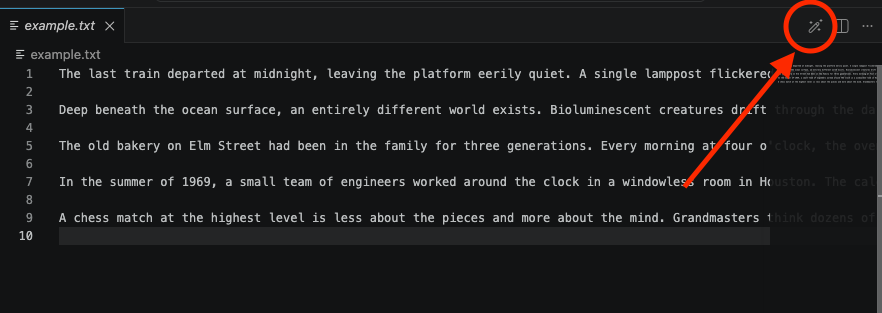 example.txt
example.txt
1 The last train departed at midnight, leaving the platform eerily quiet. A single lamppost flickered
2
3 Deep beneath the ocean surface, an entirely different world exists. Bioluminescent creatures drift through the da
4
5 The old bakery on Elm Street had been in the family for three generations. Every morning at four o'clock, the ove
6
7 In the summer of 1969, a small team of engineers worked around the clock in a windowless room in Houston. The cal
8
9 A chess match at the highest level is less about the pieces and more about the mind. Grandmasters think dozens of
10